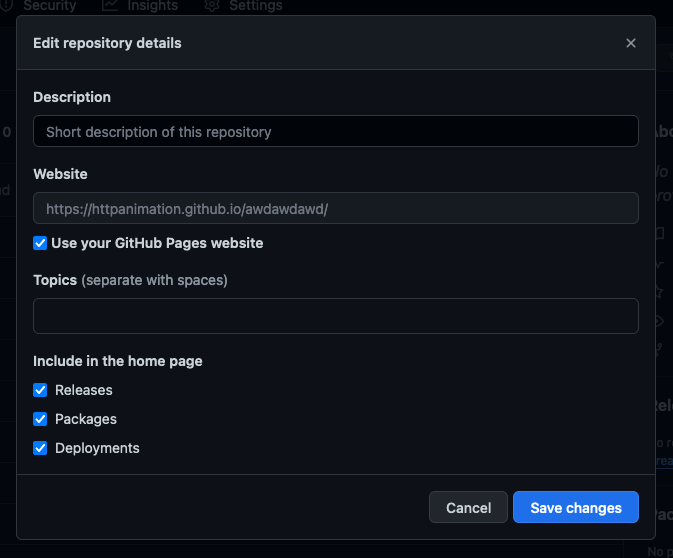 Security
Insights
Settings
Edit repository details
Description
0
Short description of this repository
Website
https://httpanimation.github.io/awdawdawd/
Use your GitHub Pages website
Topics (separate with spaces)
Include in the home page
Releases
Packages
Deployments
Cancel
Save changes
No p